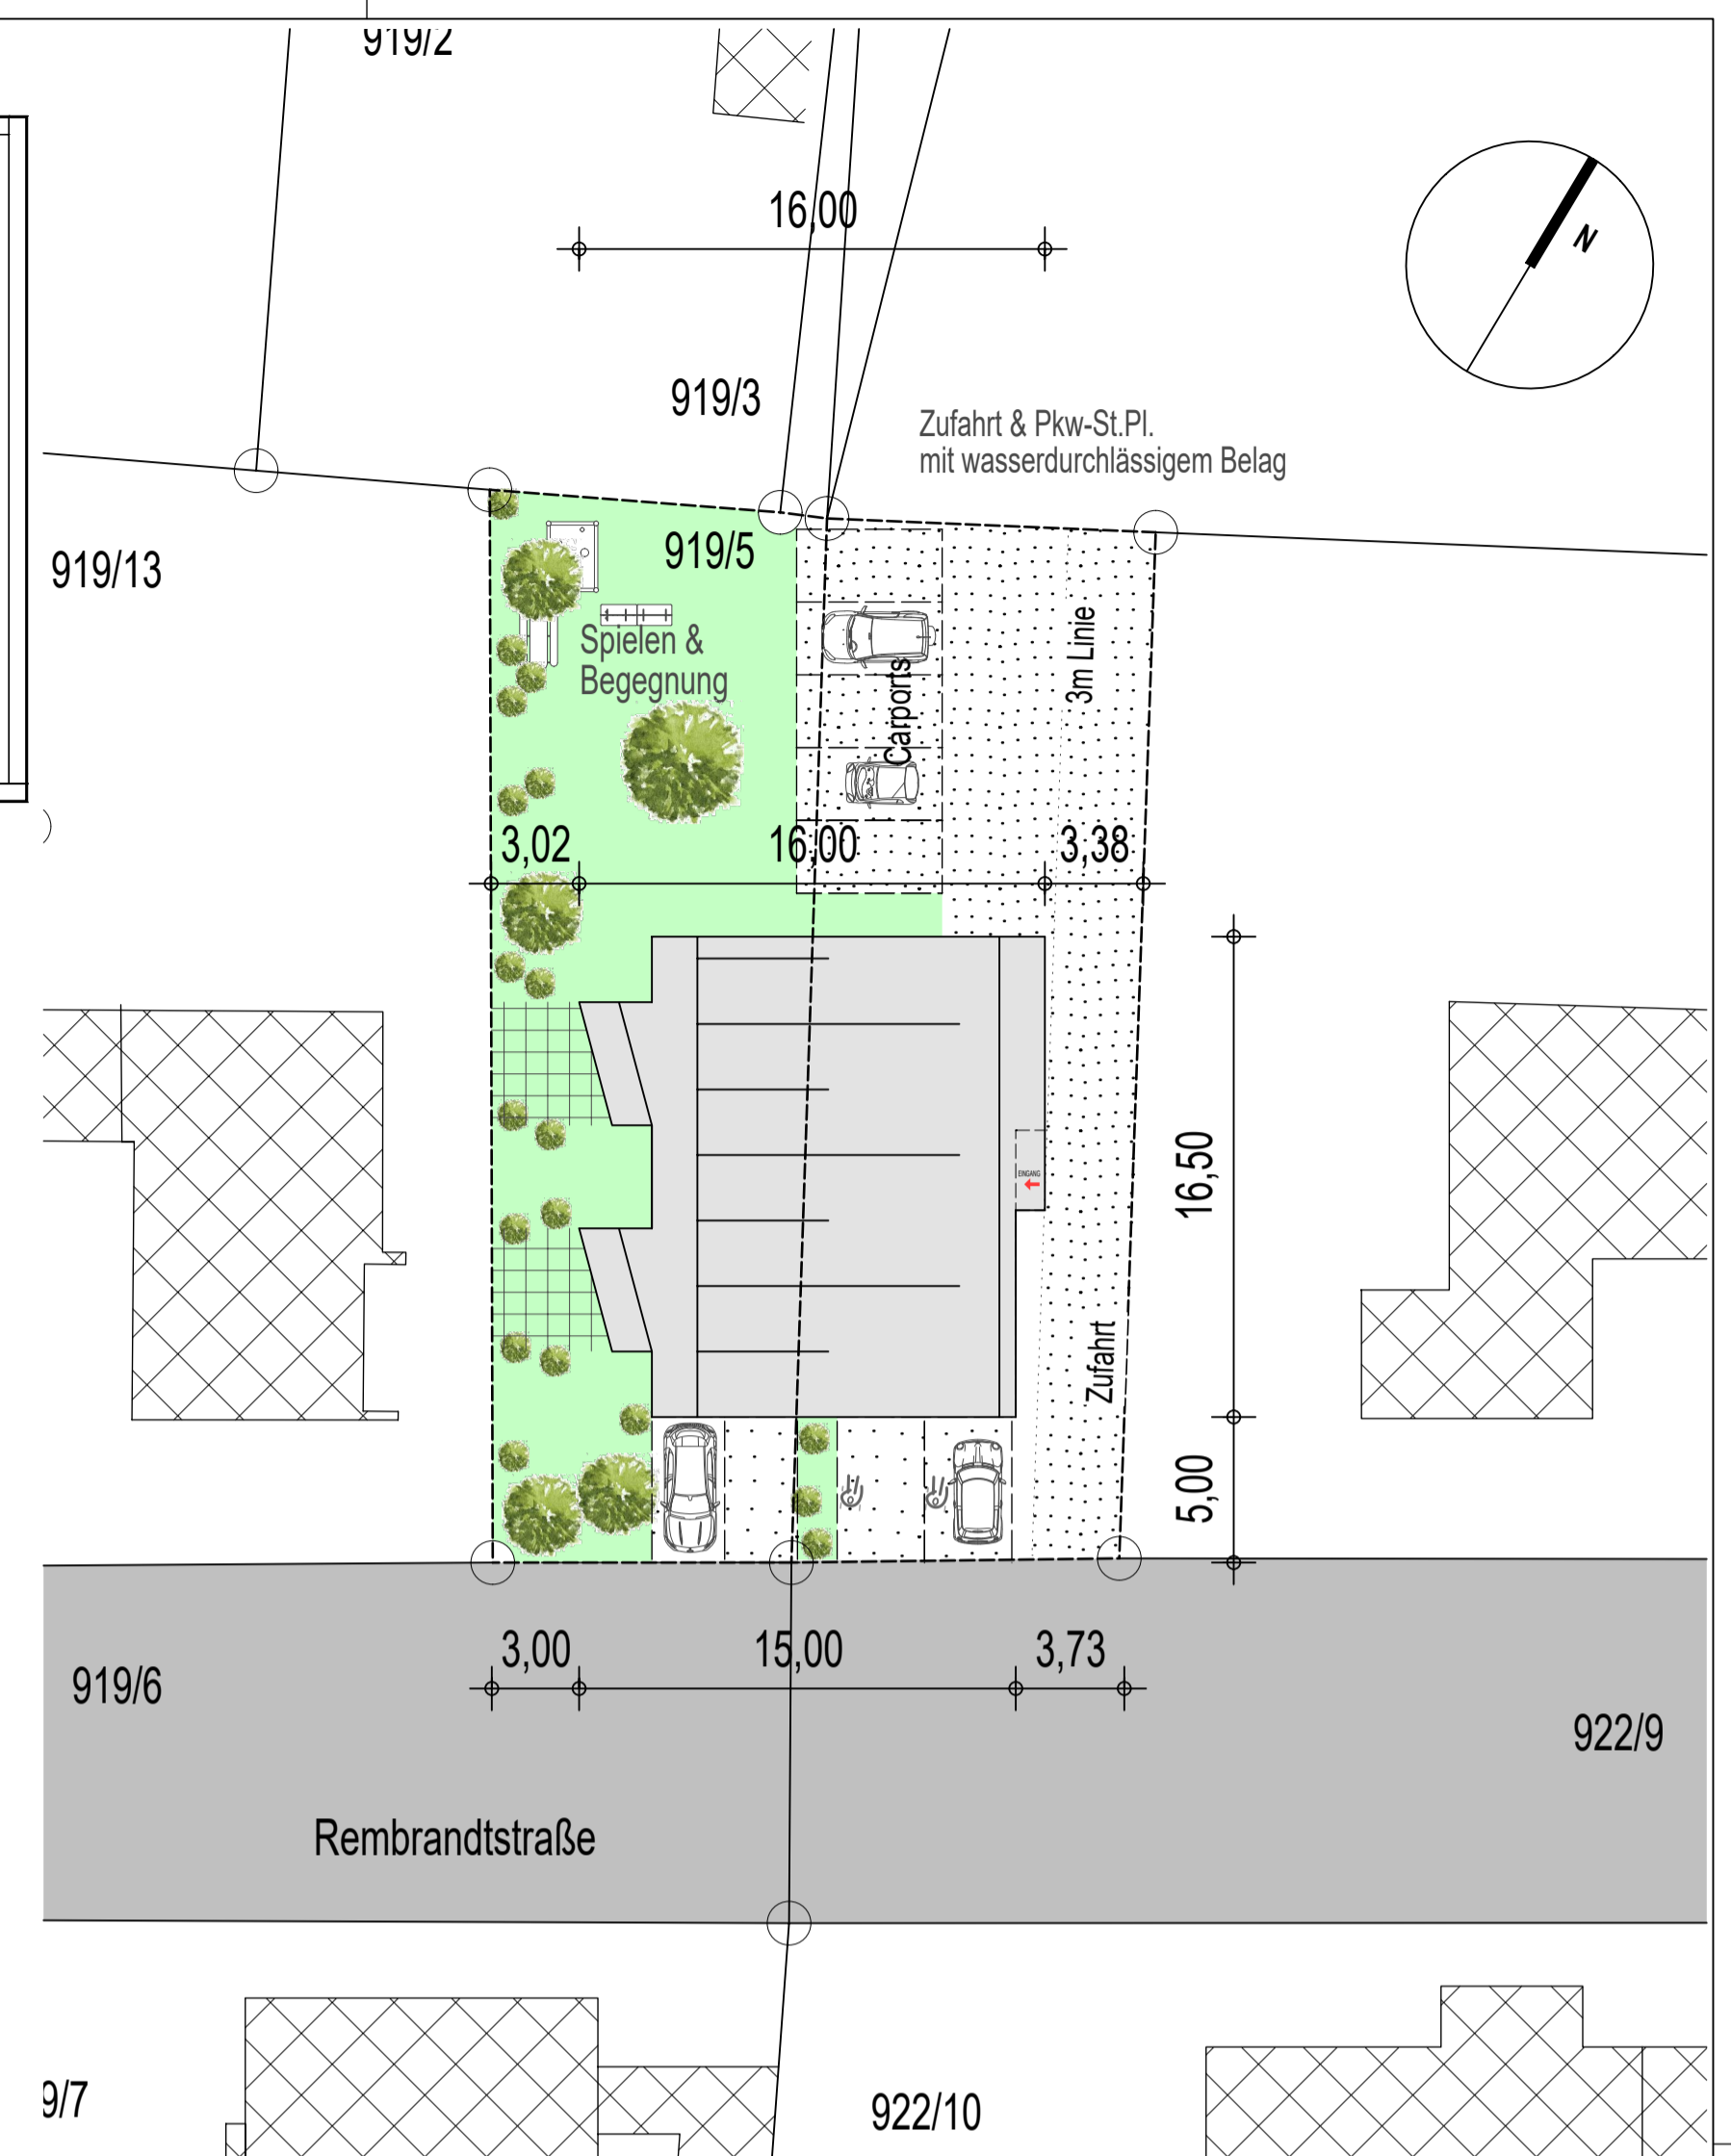 919/2
16,00
N
919/3
Zufahrt & Pkw-St.Pl.
mit wasserdurchlässigem Belag
919/5
919/13
3m Linie
Spielen &
Begegnung
Carports
3,02
16,00
3,38
16,50
EINGANG
Zufahrt
5,00
3,00
15,00
3,73
919/6
922/9
Rembrandtstraße
9/7
922/10